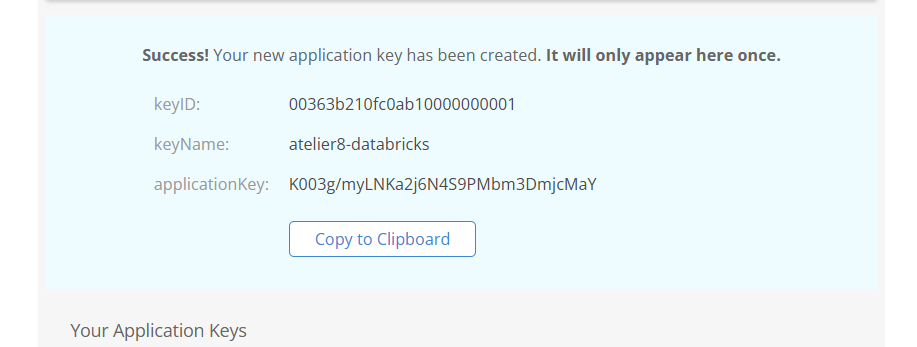 Success! Your new application key has been created. It will only appear here once.
keyID: 00363b210fc0ab10000000001
keyName: atelier8-databricks
applicationKey: K003g/myLNKa2j6N4S9PMbm3DmjcMaY
Copy to Clipboard
Your Application Keys